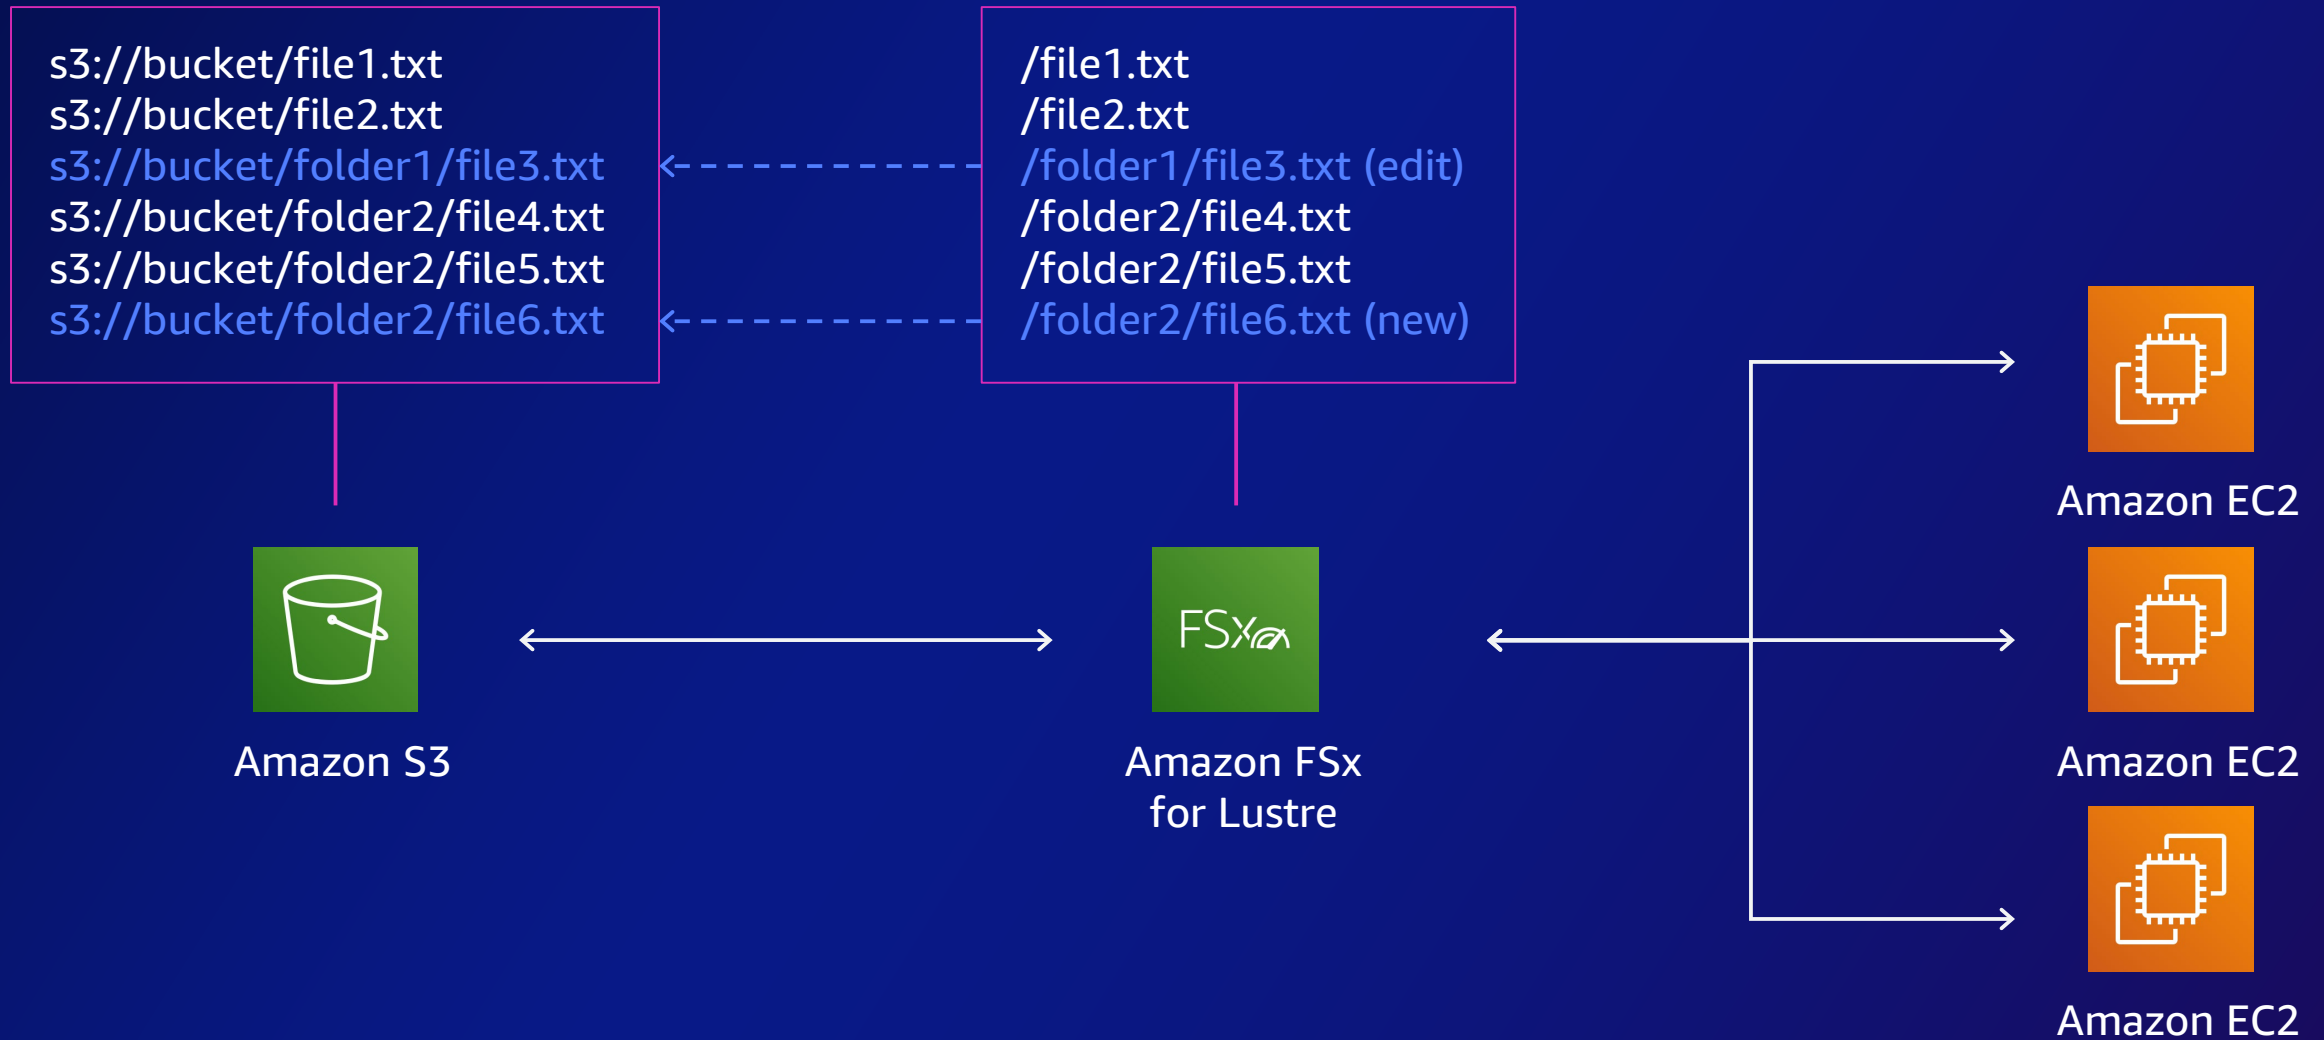 s3://bucket/file1.txt
s3://bucket/file2.txt
s3://bucket/folder1/file3.txt
s3://bucket/folder2/file4.txt
s3://bucket/folder2/file5.txt
s3://bucket/folder2/file6.txt
/file1.txt
/file2.txt
/folder1/file3.txt (edit)
/folder2/file4.txt
/folder2/file5.txt
/folder2/file6.txt (new)
Amazon S3
FSx
Amazon FSx
for Lustre
Amazon EC2
Amazon EC2
Amazon EC2